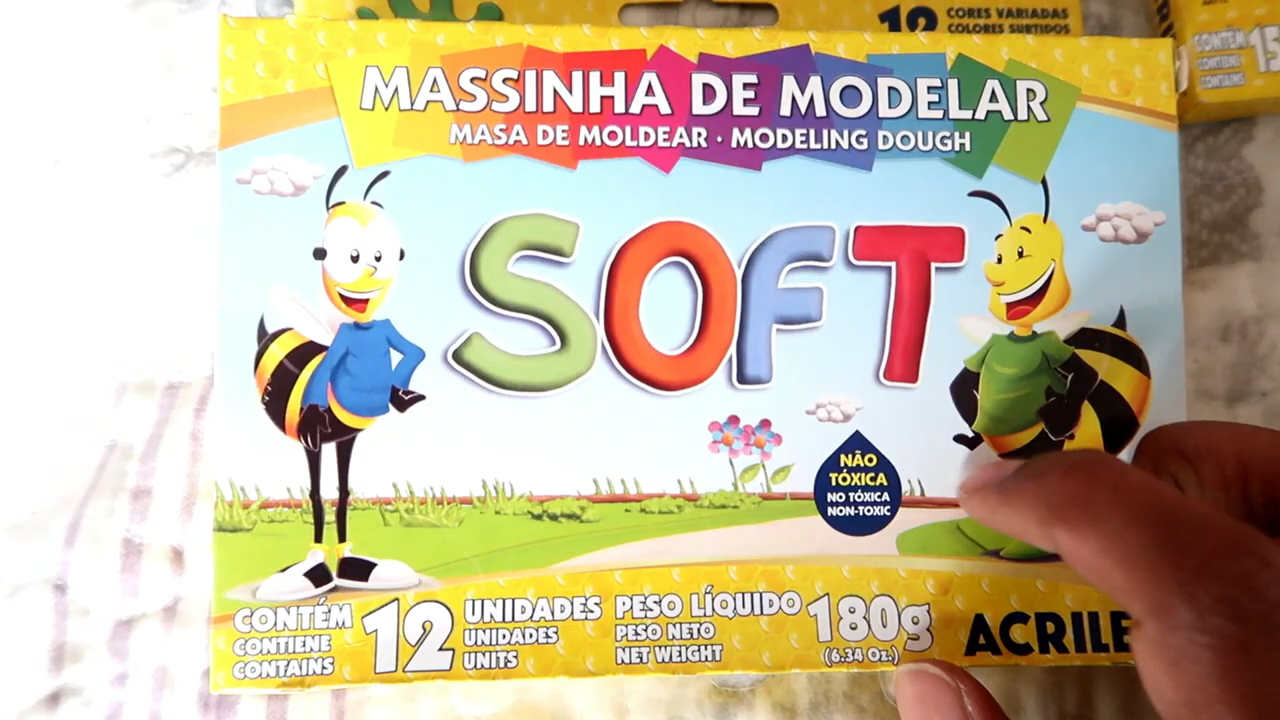 12 CORES VARIADAS
COLORES SURTIDOS
CONTÉM 15
CONTIENE
CONTAINS
MASSINHA DE MODELAR
MASA DE MOLDEAR · MODELING DOUGH
SOFT
NÃO
TÓXICA
NO TÓXICA
NON-TOXIC
CONTÉM
CONTIENE
CONTAINS
12
UNIDADES
UNIDADES
UNITS
PESO LÍQUIDO
PESO NETO
NET WEIGHT
180g
(6.34 Oz.)
ACRILE